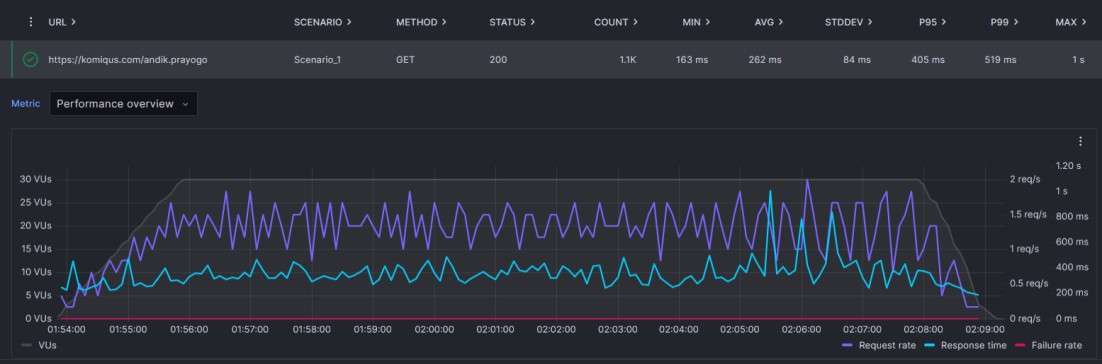 URL > SCENARIO > METHOD > STATUS > COUNT > MIN > AVG > STDDEV > P95 > P99 > MAX >
https://komiqus.com/andik.prayogo Scenario_1 GET 200 1.1K 163 ms 262 ms 84 ms 405 ms 519 ms 1 s
Metric Performance overview
1.20 s
30 VUs 2 req/s
1 s
25 VUs 1.5 req/s 800 ms
20 VUs
600 ms
15 VUs 1 req/s
10 VUs 400 ms
5 VUs 0.5 req/s 200 ms
0 VUs 0 req/s 0 ms
01:54:00 01:55:00 01:56:00 01:57:00 01:58:00 01:59:00 02:00:00 02:01:00 02:02:00 02:03:00 02:04:00 02:05:00 02:06:00 02:07:00 02:08:00 02:09:00
VUs Request rate Response time Failure rate